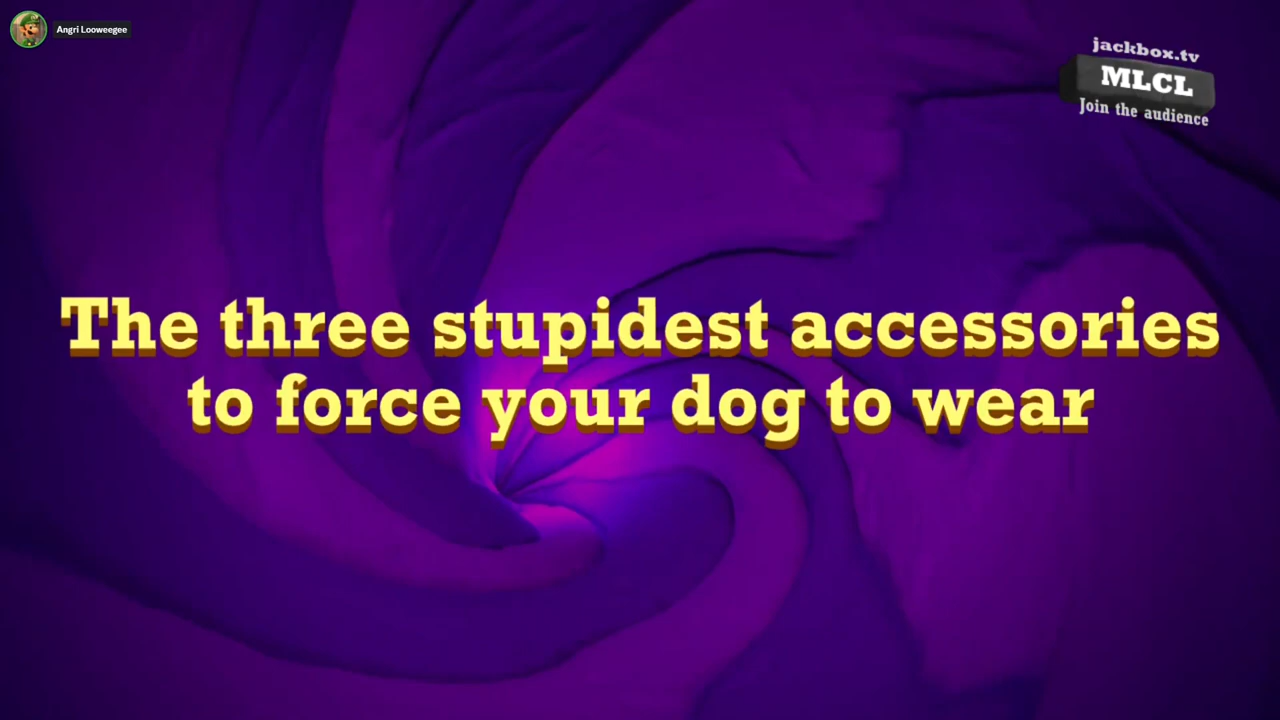 Angri Looweegee
jackbox.tv
MLCL
Join the audience
The three stupidest accessories
to force your dog to wear